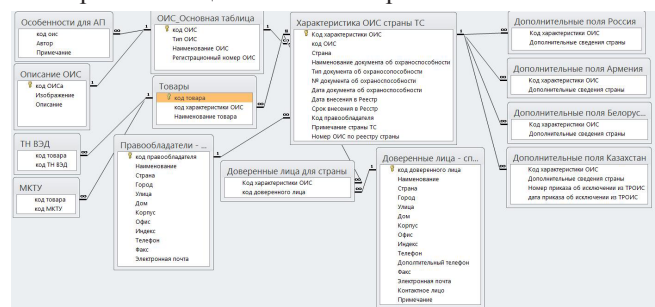 Особенности для АП
код оис
Автор
Примечание
ОИС_Основная таблица
код ОИС
Тип ОИС
Наименование ОИС
Регистрационный номер ОИС
Характеристика ОИС страны ТС
Код характеристики ОИС
код ОИС
Страна
Наименование документа об охраноспособности
Тип документа об охраноспособности
№ документа об охраноспособности
Дата документа об охраноспособности
Дата внесения в Реестр
Срок внесения в Реестр
Код правообладателя
Примечание страны ТС
Номер ОИС по реестру страны
Дополнительные поля Россия
Код характеристики ОИС
Дополнительные сведения страны
Описание ОИС
код ОИСа
Изображение
Описание
Товары
код товара
код характеристики ОИС
Наименование товара
Дополнительные поля Армения
Код характеристики ОИС
Дополнительные сведения страны
Дополнительные поля Белорус...
Код характеристики ОИС
Дополнительные сведения страны
ТН ВЭД
код товара
код ТН ВЭД
МКТУ
код товара
код МКТУ
Правообладатели - ...
код правообладателя
Наименование
Страна
Город
Улица
Дом
Корпус
Офис
Индекс
Телефон
Факс
Электронная почта
Доверенные лица для страны
Код характеристики ОИС
код доверенного лица
Доверенные лица - сп...
код доверенного лица
Наименование
Страна
Город
Улица
Дом
Корпус
Офис
Индекс
Телефон
Дополнительный телефон
Факс
Электронная почта
Контактное лицо
Примечание
Дополнительные поля Казахстан
Код характеристики ОИС
Дополнительные сведения страны
Номер приказа об исключении из ТРОИС
дата приказа об исключении из ТРОИС